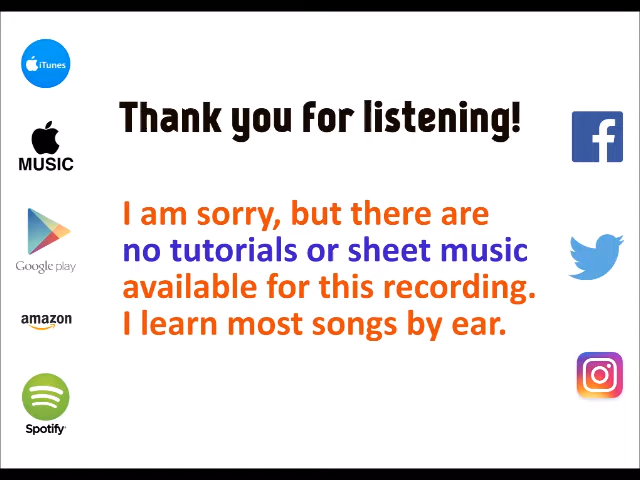 iTunes
MUSIC
Google play
amazon
Spotify
Thank you for listening!
I am sorry, but there are
no tutorials or sheet music
available for this recording.
I learn most songs by ear.
f